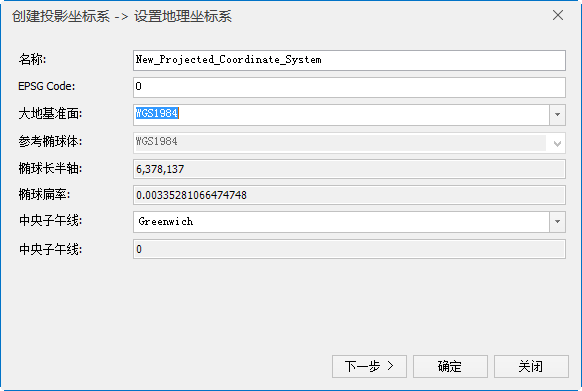 创建投影坐标系 -> 设置地理坐标系
名称: New_Projected_Coordinate_System
EPSG Code: 0
大地基准面: WGS1984
参考椭球体: WGS1984
椭球长半轴: 6,378,137
椭球扁率: 0.00335281066474748
中央子午线: Greenwich
中央子午线: 0
下一步 > 确定 关闭